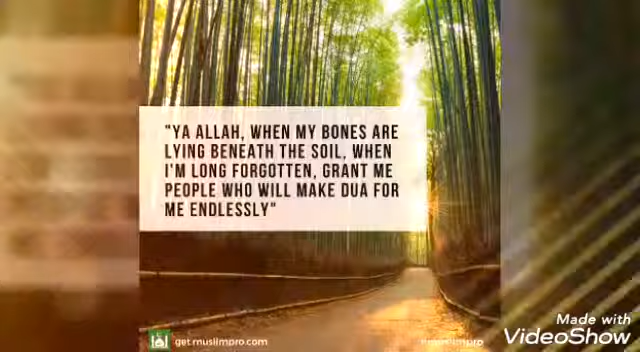 "YA ALLAH, WHEN MY BONES ARE
LYING BENEATH THE SOIL, WHEN
I'M LONG FORGOTTEN, GRANT ME
PEOPLE WHO WILL MAKE DUA FOR
ME ENDLESSLY"
get.muslimpro.com
Made with
VideoShow